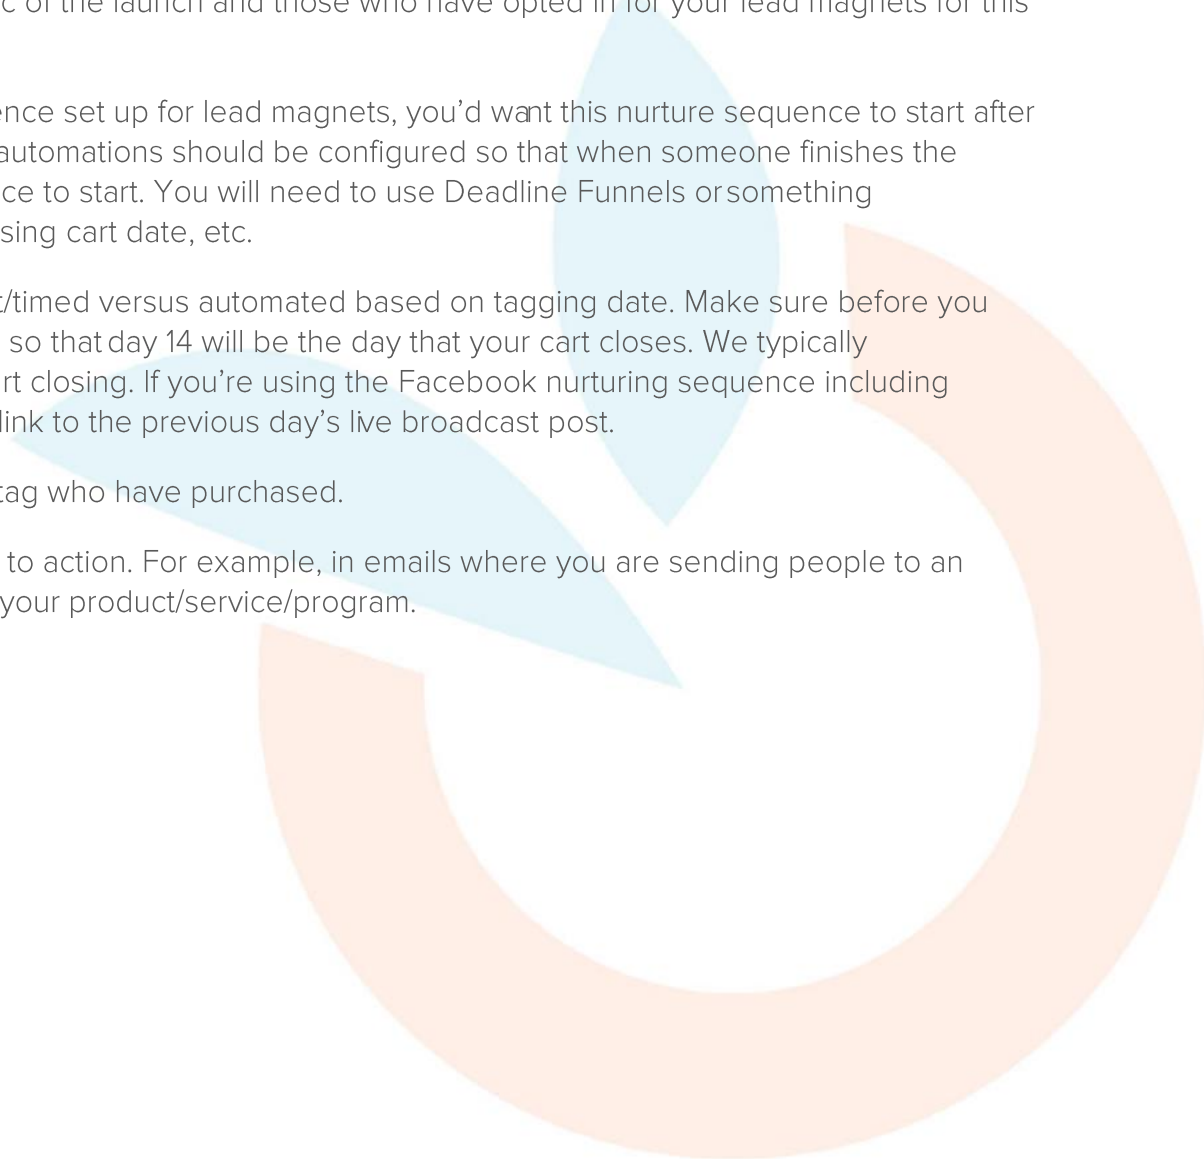 of the launch and those who have opted in for your lead magnets for this
ence set up for lead magnets, you’d want this nurture sequence to start after
automations should be configured so that when someone finishes the
ce to start. You will need to use Deadline Funnels or something
sing cart date, etc.
t/timed versus automated based on tagging date. Make sure before you
so that day 14 will be the day that your cart closes. We typically
rt closing. If you’re using the Facebook nurturing sequence including
link to the previous day’s live broadcast post.
tag who have purchased.
to action. For example, in emails where you are sending people to an
your product/service/program.